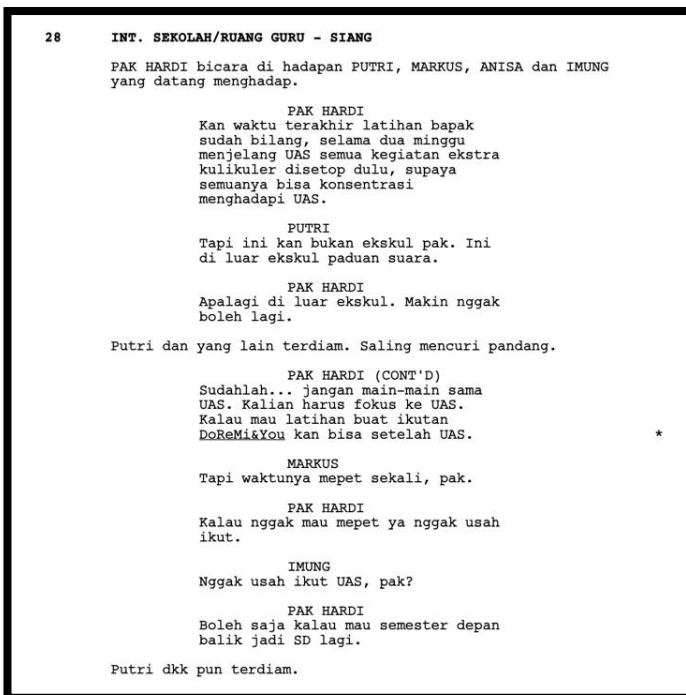 28 INT. SEKOLAH/RUANG GURU - SIANG
PAK HARDI bicara di hadapan PUTRI, MARKUS, ANISA dan IMUNG
yang datang menghadap.
PAK HARDI
Kan waktu terakhir latihan bapak
sudah bilang, selama dua minggu
menjelang UAS semua kegiatan ekstra
kulikuler disetop dulu, supaya
semuanya bisa konsentrasi
menghadapi UAS.
PUTRI
Tapi ini kan bukan ekskul pak. Ini
di luar ekskul paduan suara.
PAK HARDI
Apalagi di luar ekskul. Makin nggak
boleh lagi.
Putri dan yang lain terdiam. Saling mencuri pandang.
PAK HARDI (CONT'D)
Sudahlah... jangan main-main sama
UAS. Kalian harus fokus ke UAS.
Kalau mau latihan buat ikutan
DoReMi&You kan bisa setelah UAS. *
MARKUS
Tapi waktunya mepet sekali, pak.
PAK HARDI
Kalau nggak mau mepet ya nggak usah
ikut.
IMUNG
Nggak usah ikut UAS, pak?
PAK HARDI
Boleh saja kalau mau semester depan
balik jadi SD lagi.
Putri dkk pun terdiam.